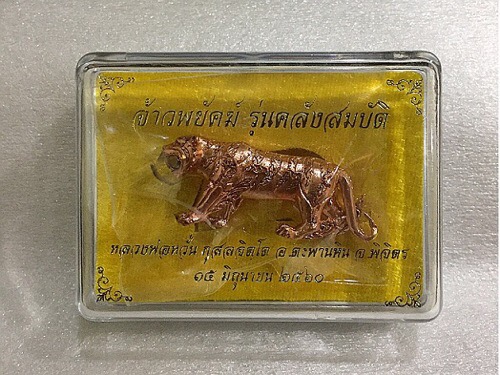 จ้าวพยัคฆ์ รุ่นคลังสมบัติ
หลวงพ่อหวั่น กุสลจิตโต อ.ตะพานหิน จ.พิจิตร
๑๕ มิถุนายน ๒๕๖๐